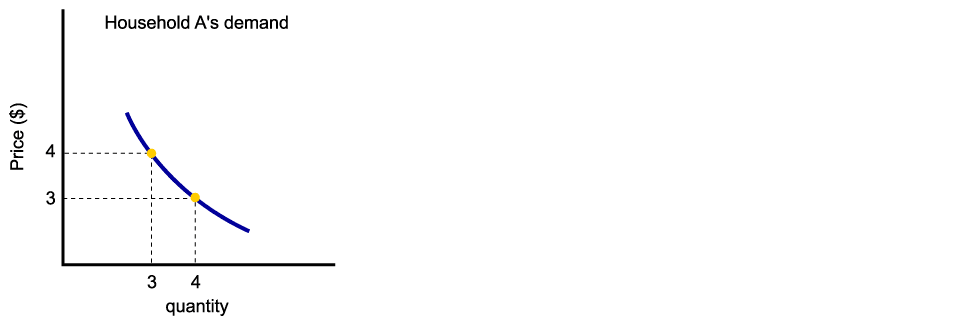 Household A's demand
Price ($)
4
3
3 4
quantity